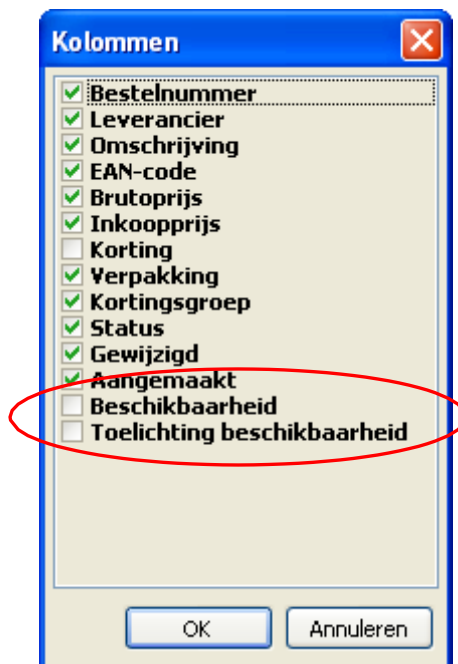 Kolommen
Bestelnummer
Leverancier
Omschrijving
EAN-code
Brutoprijs
Inkoopprijs
Korting
Verpakking
Kortingsgroep
Status
Gewijzigd
Aangemaakt
Beschikbaarheid
Toelichting beschikbaarheid
OK
Annuleren